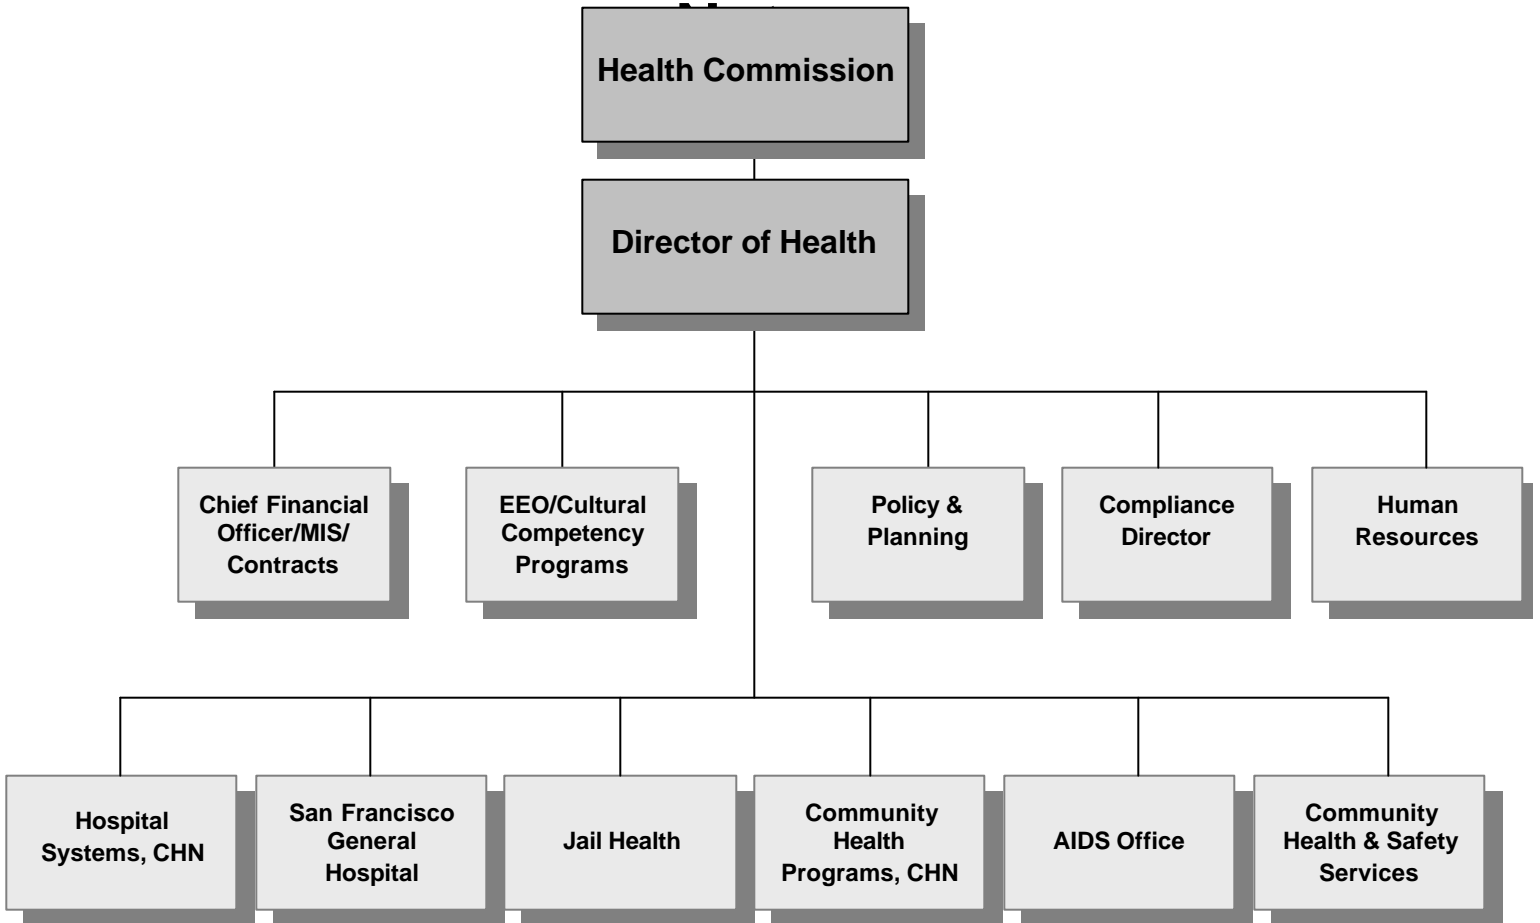 Health Commission
Director of Health
Chief Financial
Officer/MIS/
Contracts
EEO/Cultural
Competency
Programs
Policy &
Planning
Compliance
Director
Human
Resources
Hospital
Systems, CHN
San Francisco
General
Hospital
Jail Health
Community
Health
Programs, CHN
AIDS Office
Community
Health & Safety
Services